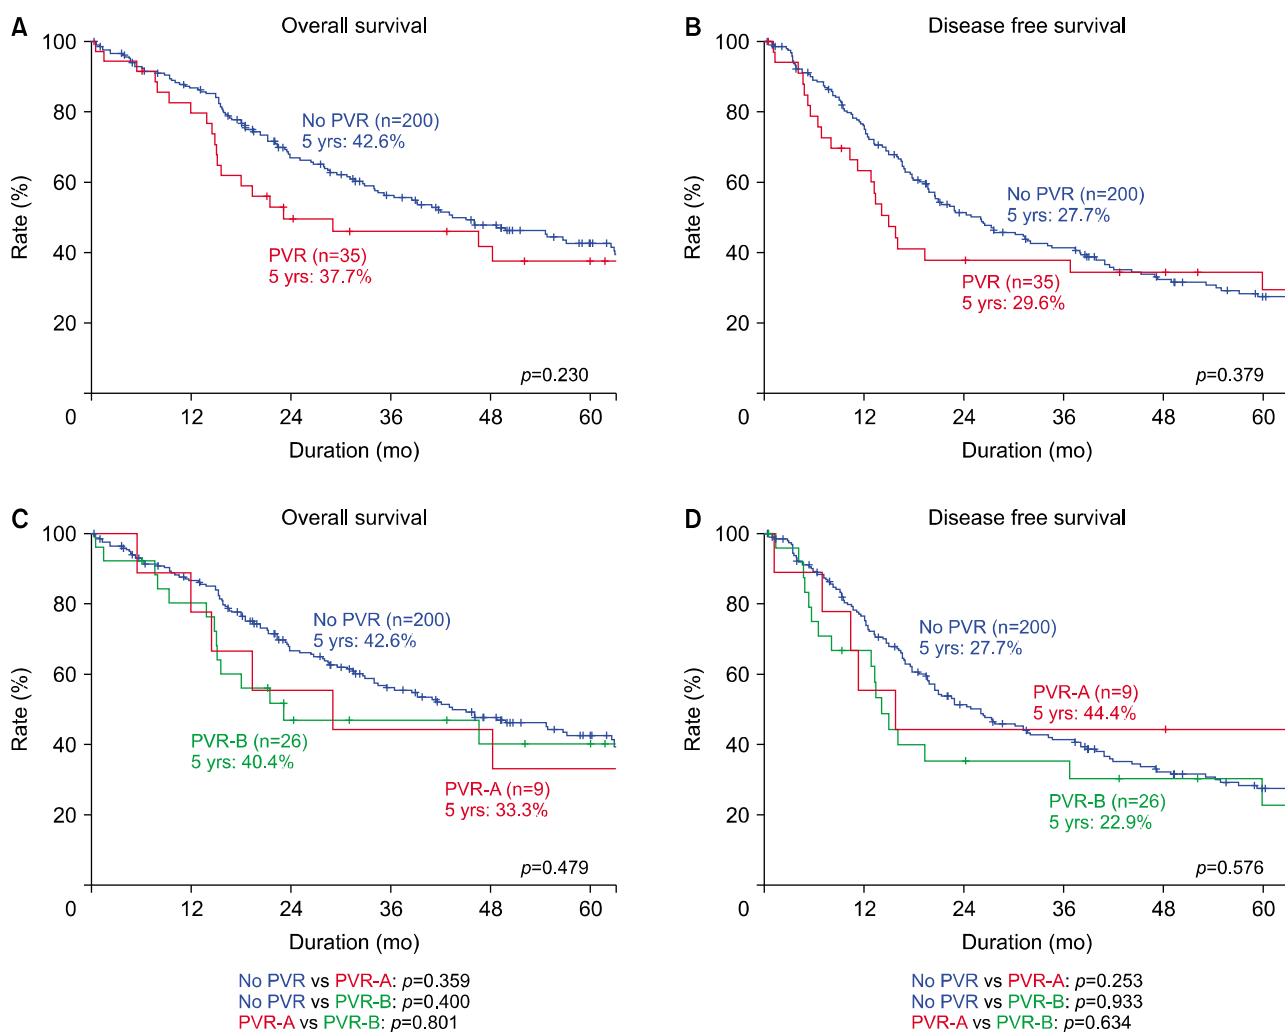 A
Overall survival
100
80
60
40
20
0
12
24
36
48
60
Rate (%)
Duration (mo)
No PVR (n=200)
5 yrs: 42.6%
PVR (n=35)
5 yrs: 37.7%
p=0.230
B
Disease free survival
100
80
60
40
20
0
12
24
36
48
60
Rate (%)
Duration (mo)
No PVR (n=200)
5 yrs: 27.7%
PVR (n=35)
5 yrs: 29.6%
p=0.379
C
Overall survival
100
80
60
40
20
0
12
24
36
48
60
Rate (%)
Duration (mo)
No PVR (n=200)
5 yrs: 42.6%
PVR-B (n=26)
5 yrs: 40.4%
PVR-A (n=9)
5 yrs: 33.3%
p=0.479
No PVR vs PVR-A: p=0.359
No PVR vs PVR-B: p=0.400
PVR-A vs PVR-B: p=0.801
D
Disease free survival
100
80
60
40
20
0
12
24
36
48
60
Rate (%)
Duration (mo)
No PVR (n=200)
5 yrs: 27.7%
PVR-A (n=9)
5 yrs: 44.4%
PVR-B (n=26)
5 yrs: 22.9%
p=0.576
No PVR vs PVR-A: p=0.253
No PVR vs PVR-B: p=0.933
PVR-A vs PVR-B: p=0.634